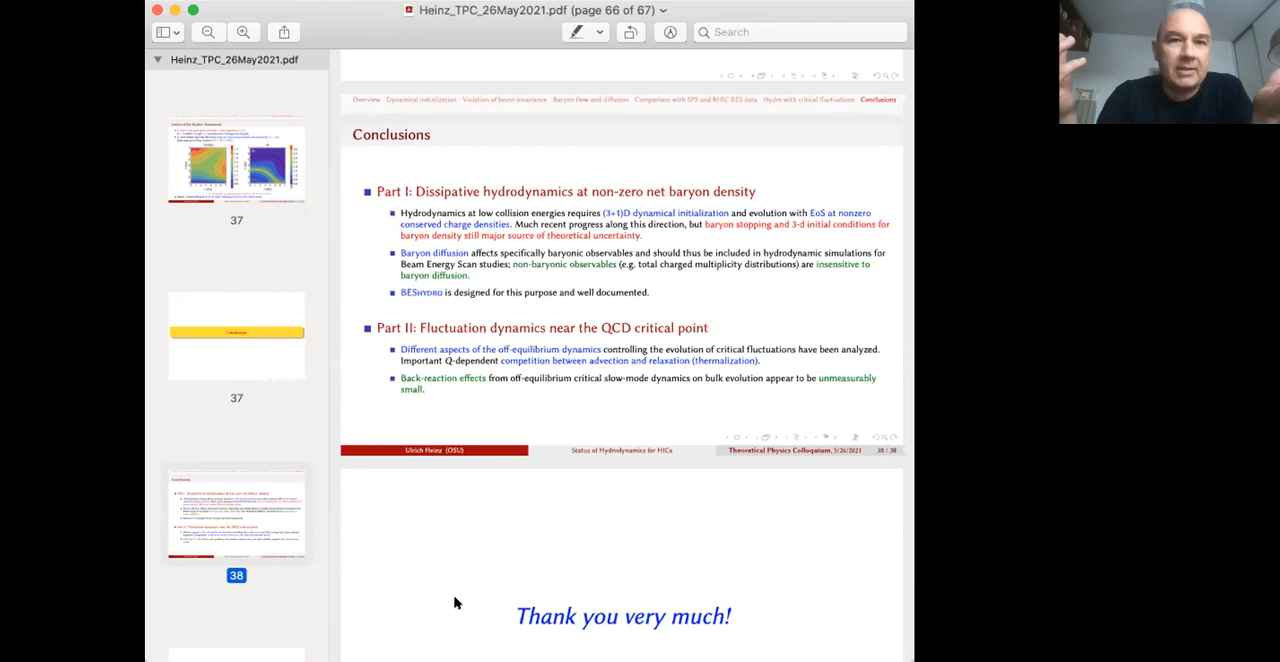 Heinz_TPC_26May2021.pdf (page 66 of 67)
Search
Heinz_TPC_26May2021.pdf
37
37
38
Overview Dynamical initialization Violation of boost-invariance Baryon flow and diffusion Comparison with SPS and RHIC BES data Hydro with critical fluctuations Conclusions
Conclusions
Part I: Dissipative hydrodynamics at non-zero net baryon density
Hydrodynamics at low collision energies requires (3+1)D dynamical initialization and evolution with EoS at nonzero
conserved charge densities. Much recent progress along this direction, but baryon stopping and 3-d initial conditions for
baryon density still major source of theoretical uncertainty.
Baryon diffusion affects specifically baryonic observables and should thus be included in hydrodynamic simulations for
Beam Energy Scan studies; non-baryonic observables (e.g. total charged multiplicity distributions) are insensitive to
baryon diffusion.
BESHYDRO is designed for this purpose and well documented.
Part II: Fluctuation dynamics near the QCD critical point
Different aspects of the off-equilibrium dynamics controlling the evolution of critical fluctuations have been analyzed.
Important Q-dependent competition between advection and relaxation (thermalization).
Back-reaction effects from off-equilibrium critical slow-mode dynamics on bulk evolution appear to be unmeasurably
small.
Ulrich Heinz (OSU) Status of Hydrodynamics for HICs Theoretical Physics Colloquium, 5/26/2021 38 / 38
Thank you very much!